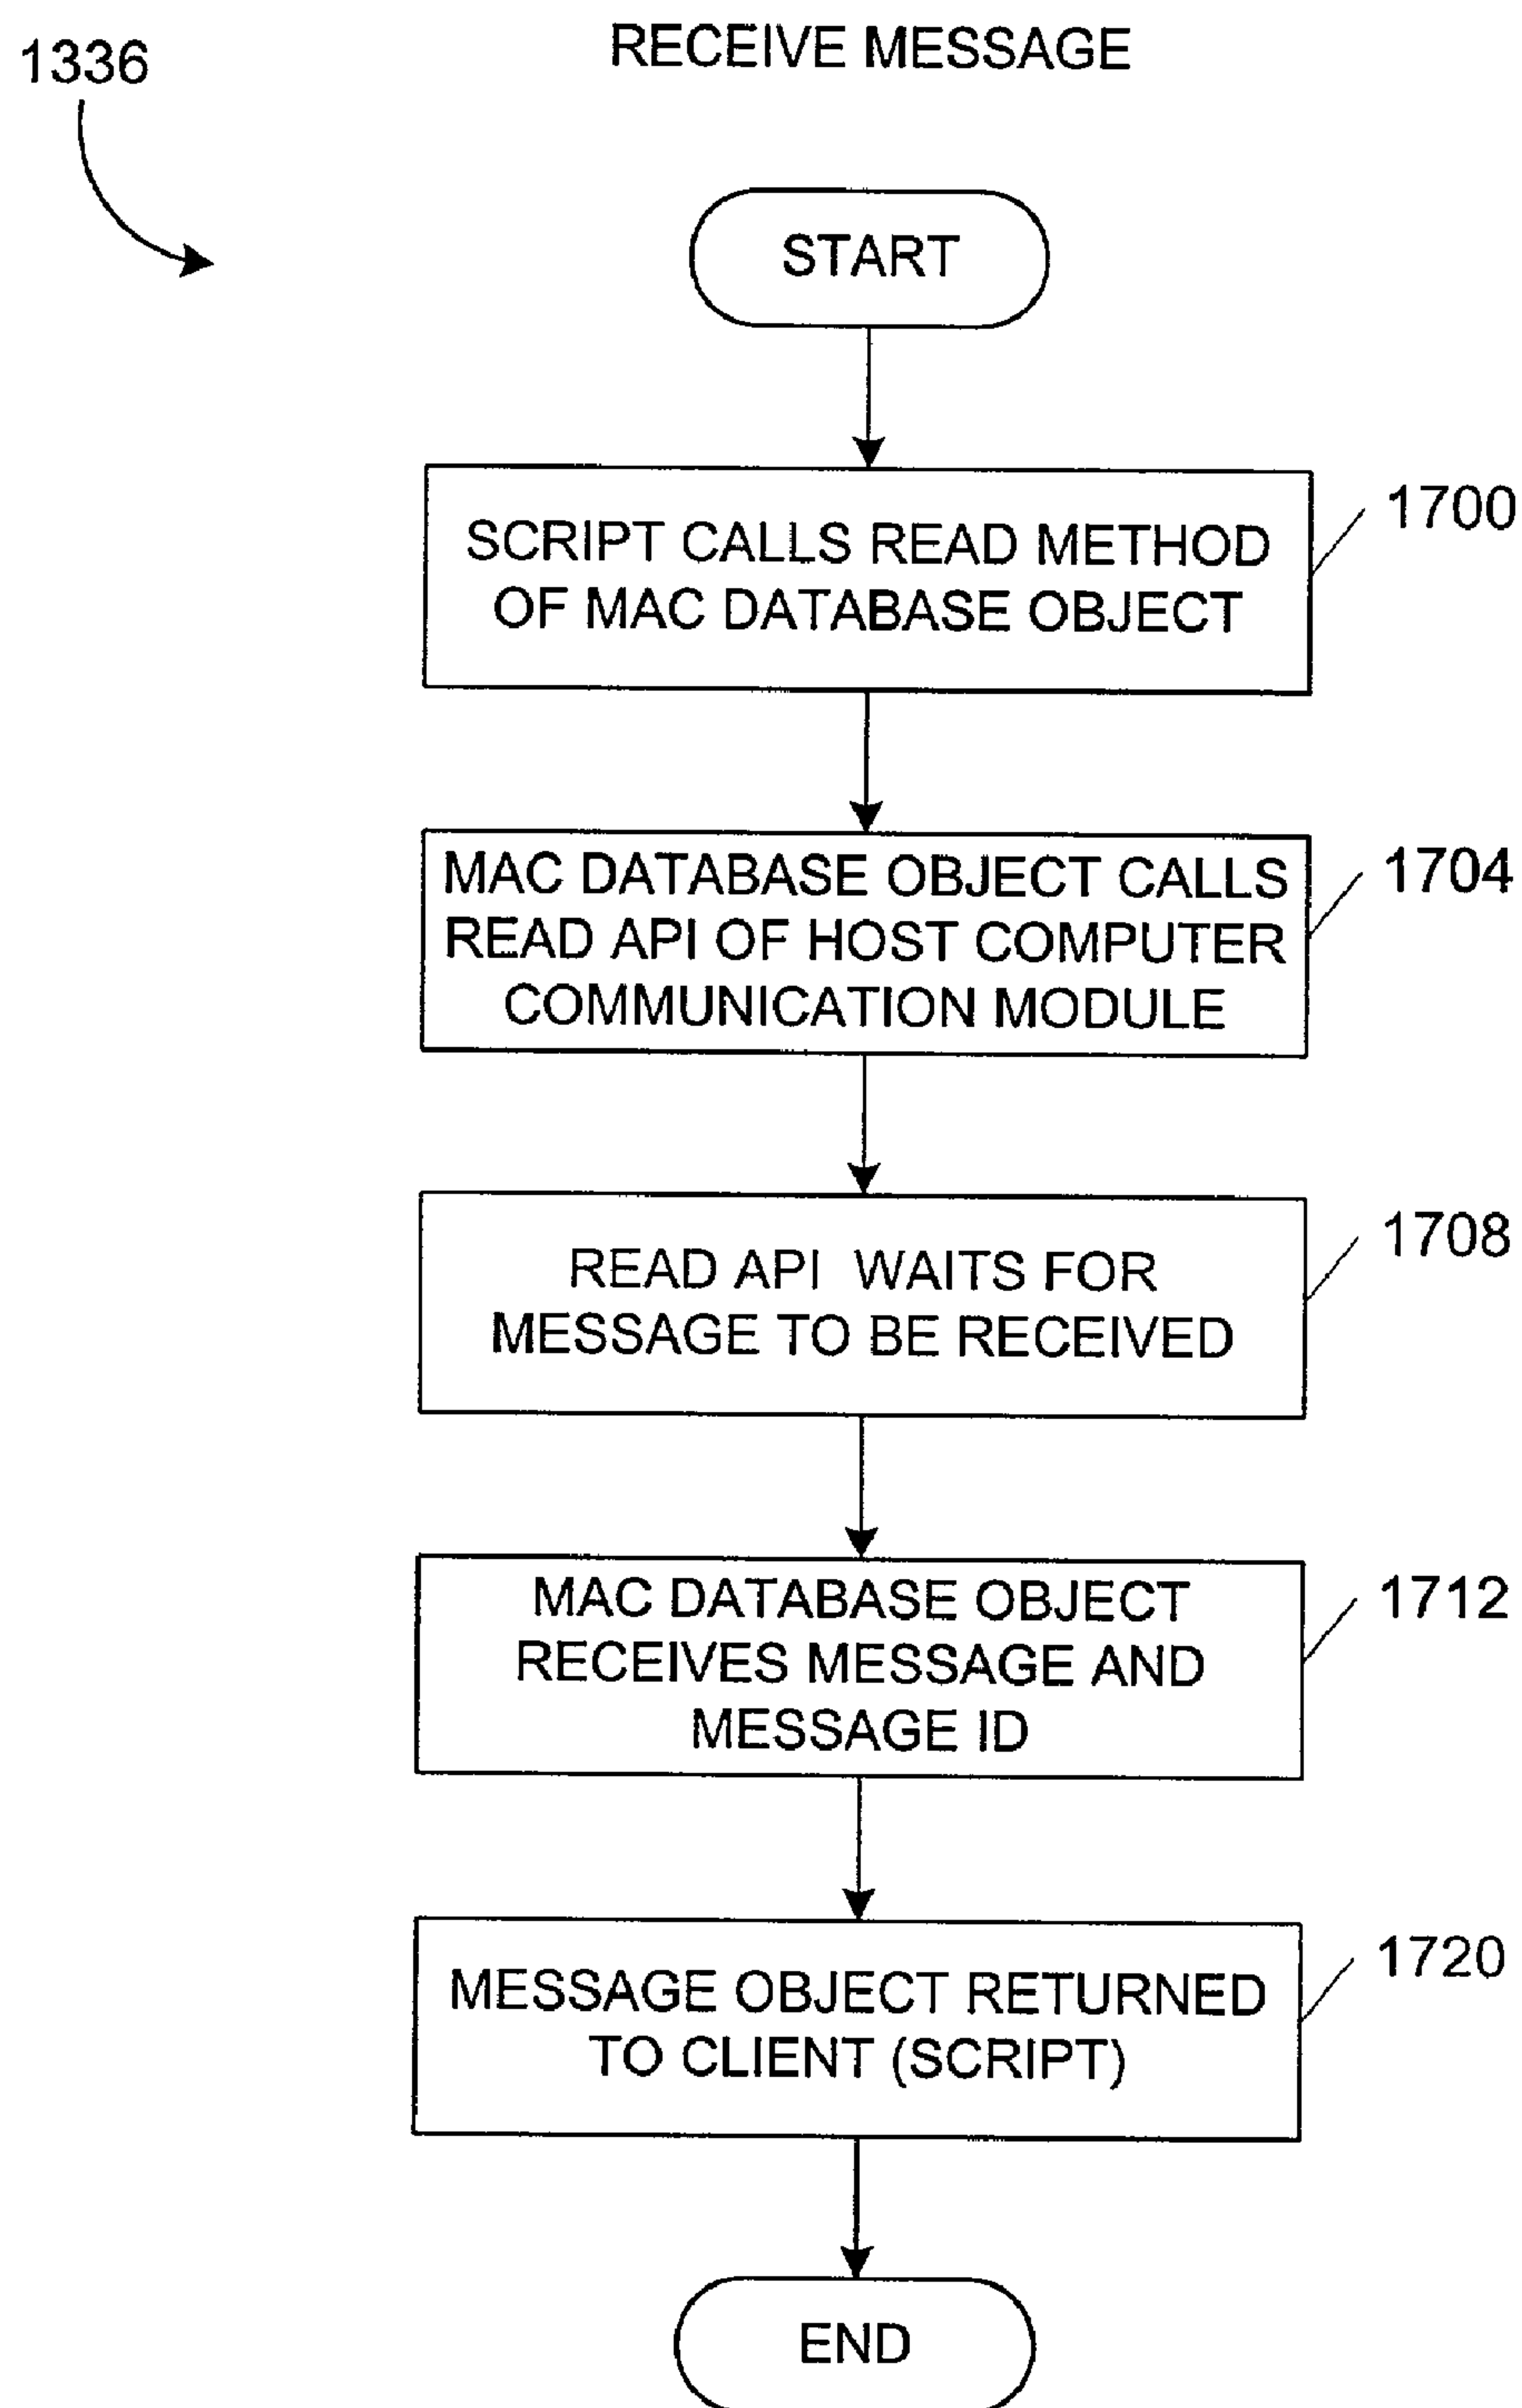 1336
RECEIVE MESSAGE
START
SCRIPT CALLS READ METHOD
OF MAC DATABASE OBJECT
1700
MAC DATABASE OBJECT CALLS
READ API OF HOST COMPUTER
COMMUNICATION MODULE
1704
READ API WAITS FOR
MESSAGE TO BE RECEIVED
1708
MAC DATABASE OBJECT
RECEIVES MESSAGE AND
MESSAGE ID
1712
MESSAGE OBJECT RETURNED
TO CLIENT (SCRIPT)
1720
END